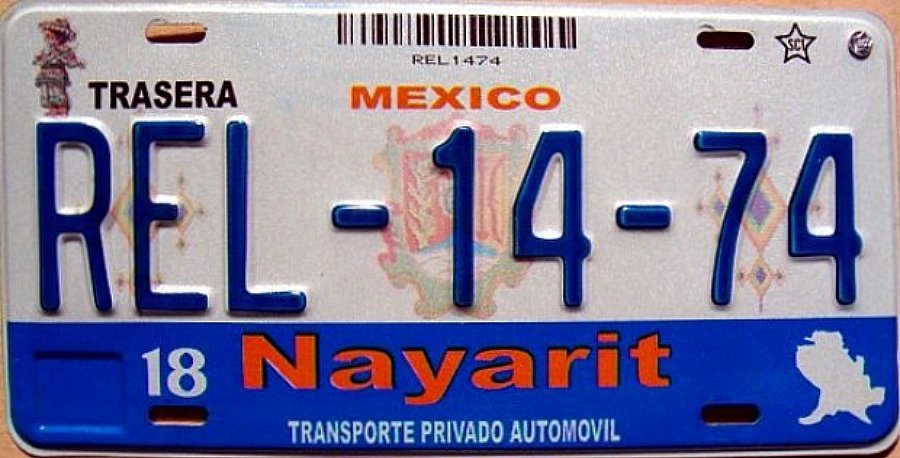 REL1474
SCT
TRASERA
MEXICO
REL-14-74
18
Nayarit
TRANSPORTE PRIVADO AUTOMOVIL